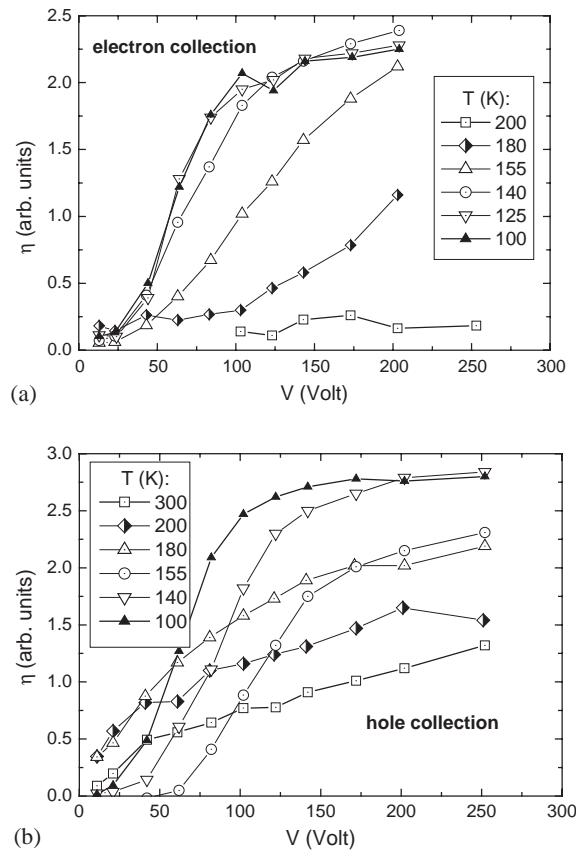 electron collection
2.5
2.0
1.5
1.0
0.5
0.0
η (arb. units)
T (K):
200
180
155
140
125
100
0 50 100 150 200 250 300
V (Volt)
(a)
3.0
2.5
2.0
1.5
1.0
0.5
0.0
η (arb. units)
T (K):
300
200
180
155
140
100
hole collection
0 50 100 150 200 250 300
V (Volt)
(b)